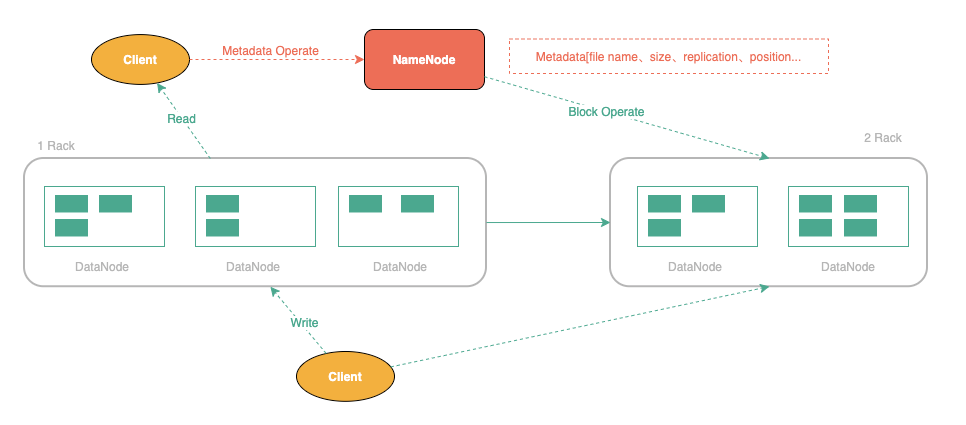 Client
Metadata Operate
NameNode
Metadata[file name、size、replication、position...
Block Operate
Read
1 Rack
2 Rack
DataNode
DataNode
DataNode
DataNode
DataNode
Write
Client